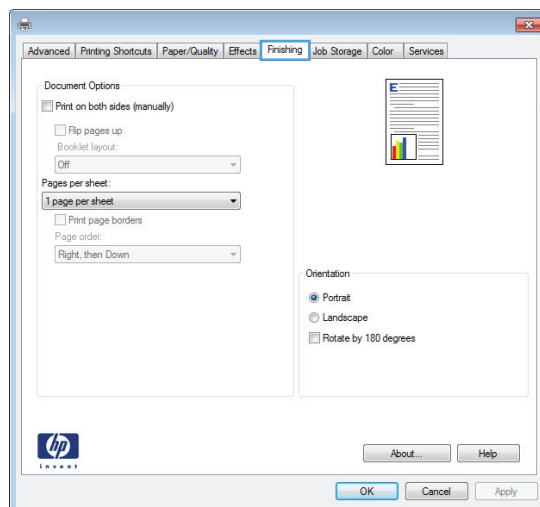 Advanced Printing Shortcuts Paper/Quality Effects Finishing Job Storage Color Services
Document Options
Print on both sides (manually)
Flip pages up
Booklet layout:
Off
Pages per sheet:
1 page per sheet
Print page borders
Page order:
Right, then Down
E
Orientation
Portrait
Landscape
Rotate by 180 degrees
hp
invent
About... Help
OK Cancel Apply